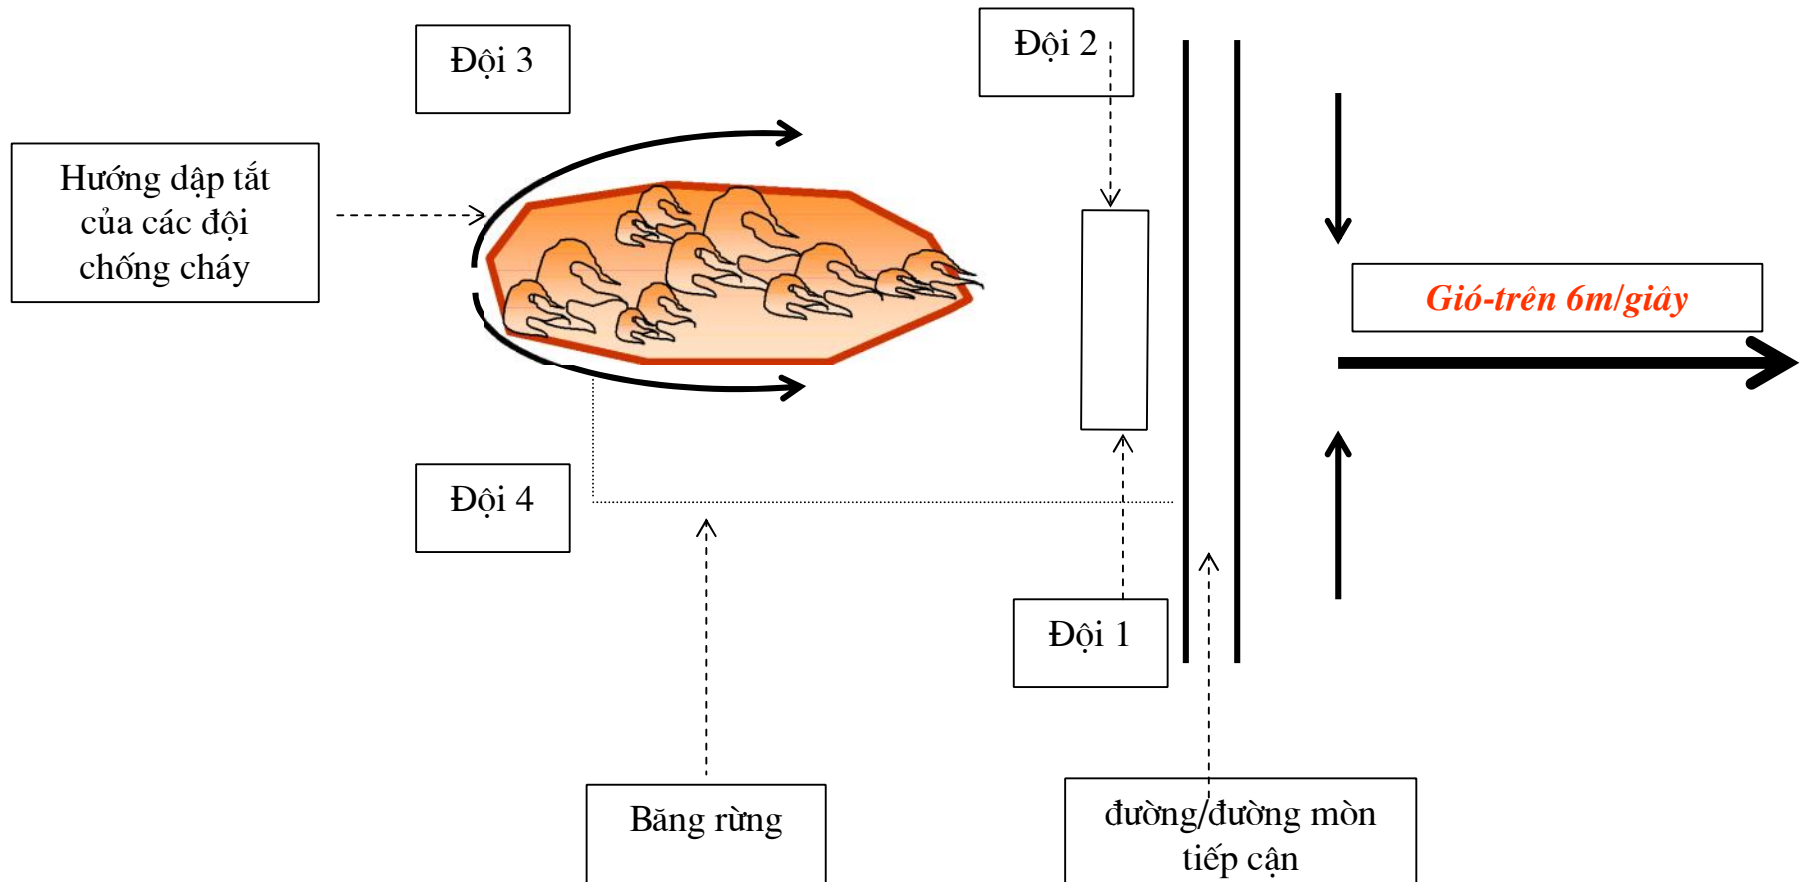 Đội 3
Đội 2
Hướng dập tắt
của các đội
chống cháy
Gió-trên 6m/giây
Đội 4
Đội 1
Băng rừng
đường/đường mòn
tiếp cận